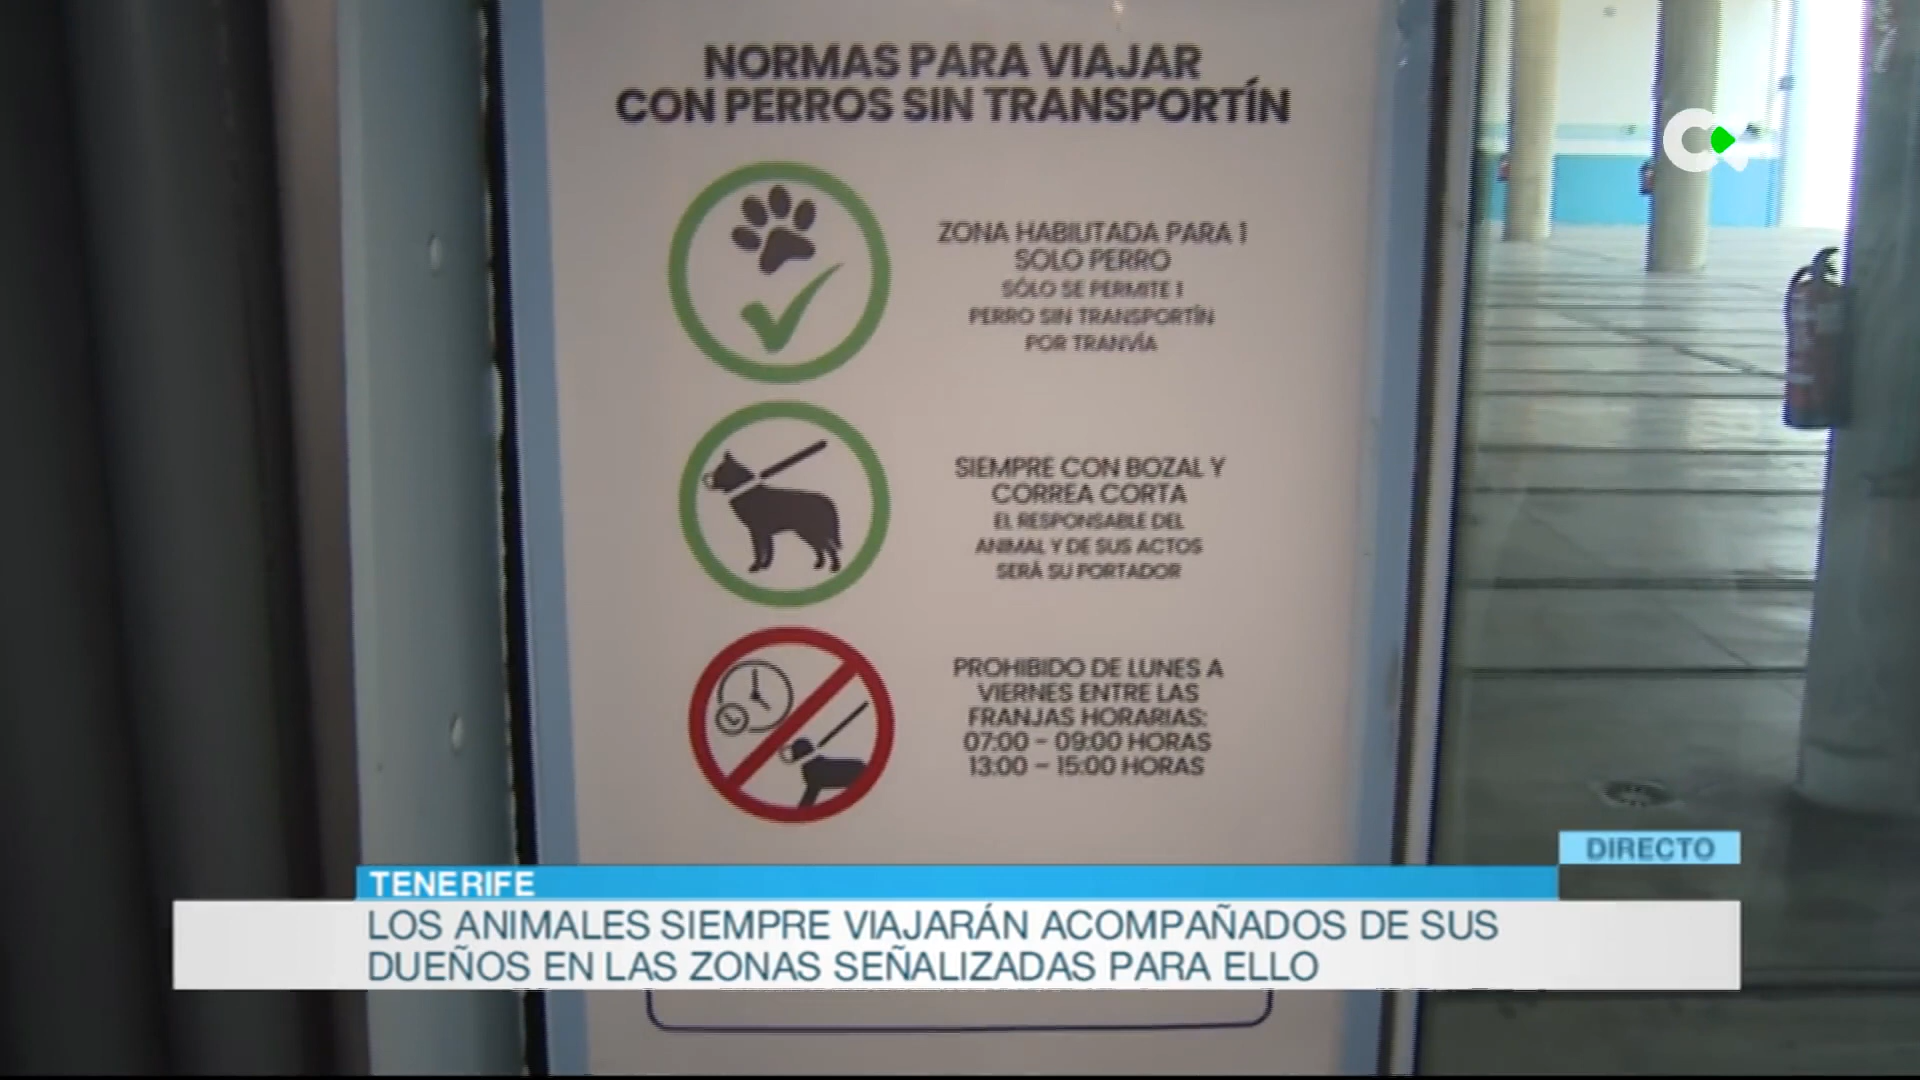 NORMAS PARA VIAJAR
CON PERROS SIN TRANSPORTÍN
ZONA HABILITADA PARA 1
SOLO PERRO
SÓLO SE PERMITE 1
PERRO SIN TRANSPORTÍN
POR TRANVÍA
SIEMPRE CON BOZAL Y
CORREA CORTA
EL RESPONSABLE DEL
ANIMAL Y DE SUS ACTOS
SERÁ SU PORTADOR
PROHIBIDO DE LUNES A
VIERNES ENTRE LAS
FRANJAS HORARIAS:
07:00 - 09:00 HORAS
13:00 - 15:00 HORAS
DIRECTO
TENERIFE
LOS ANIMALES SIEMPRE VIAJARÁN ACOMPAÑADOS DE SUS
DUEÑOS EN LAS ZONAS SEÑALIZADAS PARA ELLO